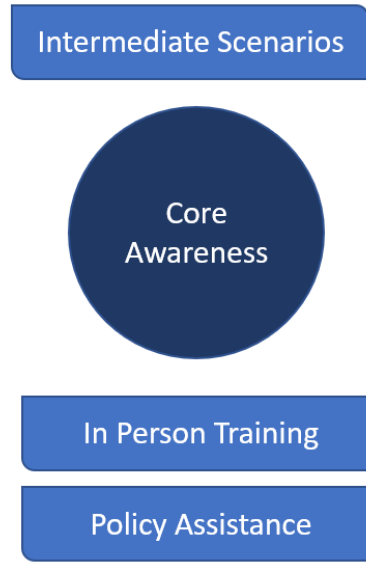 Intermediate Scenarios
Core
Awareness
In Person Training
Policy Assistance